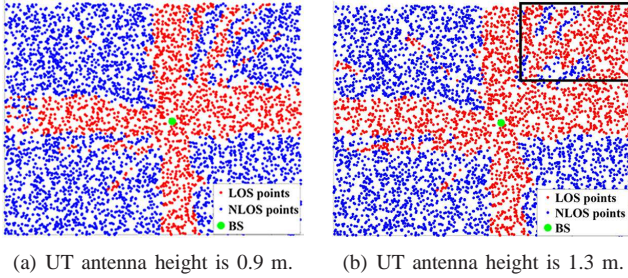 LOS points
NLOS points
BS
LOS points
NLOS points
BS
(a) UT antenna height is 0.9 m.
(b) UT antenna height is 1.3 m.